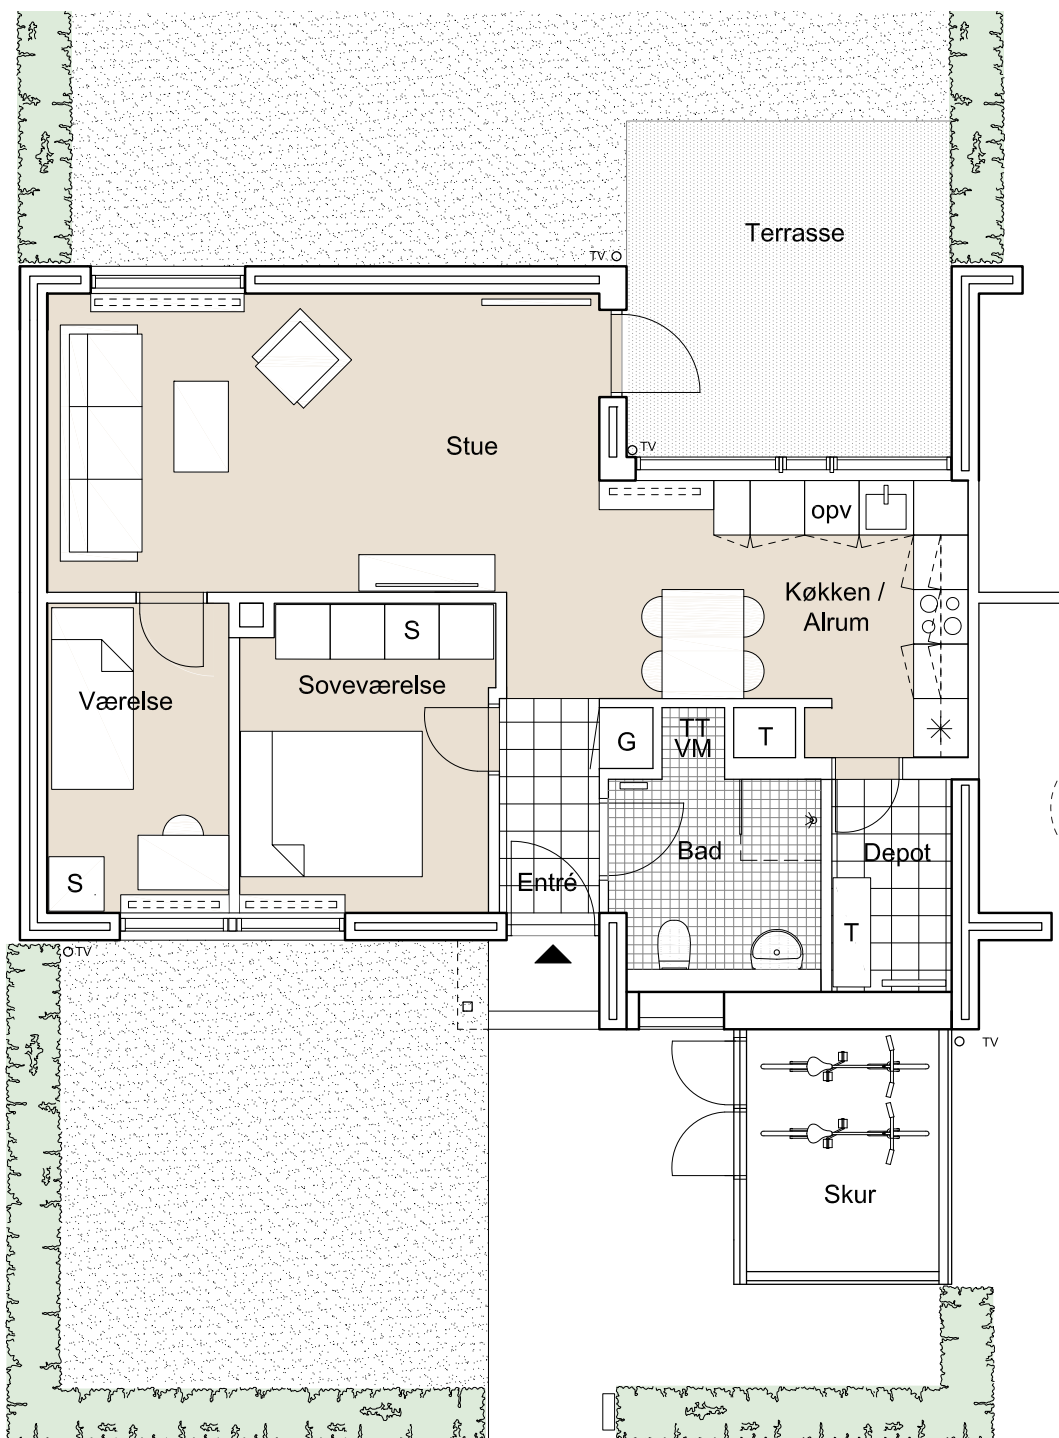 Terrasse
TV
TV
Stue
opv
Køkken /
Alrum
S
Værelse
Soveværelse
G
TT
VM
T
S
Entré
Bad
Depot
T
TV
TV
Skur